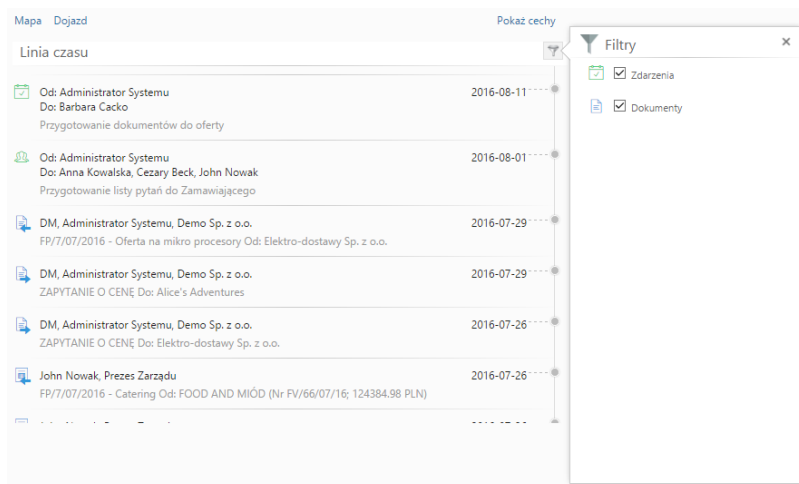 Mapa Dojazd Pokaż cechy
Linia czasu
Filtry ×
Zdarzenia
Dokumenty
Od: Administrator Systemu 2016-08-11
Do: Barbara Cacko
Przygotowanie dokumentów do oferty
Od: Administrator Systemu 2016-08-01
Do: Anna Kowalska, Cezary Beck, John Nowak
Przygotowanie listy pytań do Zamawiającego
DM, Administrator Systemu, Demo Sp. z o.o. 2016-07-29
FP/7/07/2016 - Oferta na mikro procesory Od: Elektro-dostawy Sp. z o.o.
DM, Administrator Systemu, Demo Sp. z o.o. 2016-07-29
ZAPYTANIE O CENĘ Do: Alice's Adventures
DM, Administrator Systemu, Demo Sp. z o.o. 2016-07-26
ZAPYTANIE O CENĘ Do: Elektro-dostawy Sp. z o.o.
John Nowak, Prezes Zarządu 2016-07-26
FP/7/07/2016 - Catering Od: FOOD AND MIÓD (Nr FV/66/07/16; 124384.98 PLN)